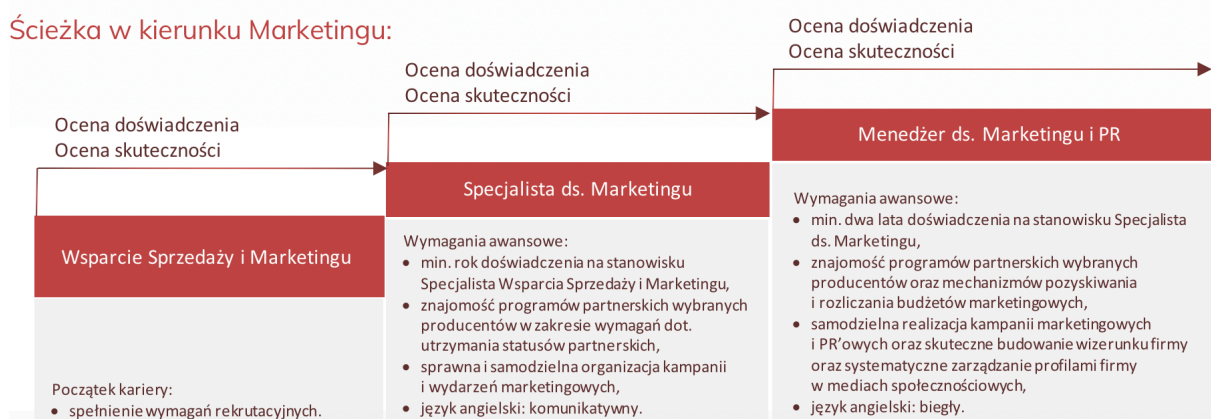 Ścieżka w kierunku Marketingu:
Ocena doświadczenia
Ocena skuteczności
Wsparcie Sprzedaży i Marketingu
Początek kariery:
• spełnienie wymagań rekrutacyjnych.
Ocena doświadczenia
Ocena skuteczności
Specjalista ds. Marketingu
Wymagania awansowe:
• min. rok doświadczenia na stanowisku
Specjalista Wsparcia Sprzedaży i Marketingu,
• znajomość programów partnerskich wybranych
producentów w zakresie wymagań dot.
utrzymania statusów partnerskich,
• sprawna i samodzielna organizacja kampanii
i wydarzeń marketingowych,
• język angielski: komunikatywny.
Ocena doświadczenia
Ocena skuteczności
Menedżer ds. Marketingu i PR
Wymagania awansowe:
• min. dwa lata doświadczenia na stanowisku Specjalista
ds. Marketingu,
• znajomość programów partnerskich wybranych
producentów oraz mechanizmów pozyskiwania
i rozliczania budżetów marketingowych,
• samodzielna realizacja kampanii marketingowych
i PR’owych oraz skuteczne budowanie wizerunku firmy
oraz systematyczne zarządzanie profilami firmy
w mediach społecznościowych,
• język angielski: biegły.